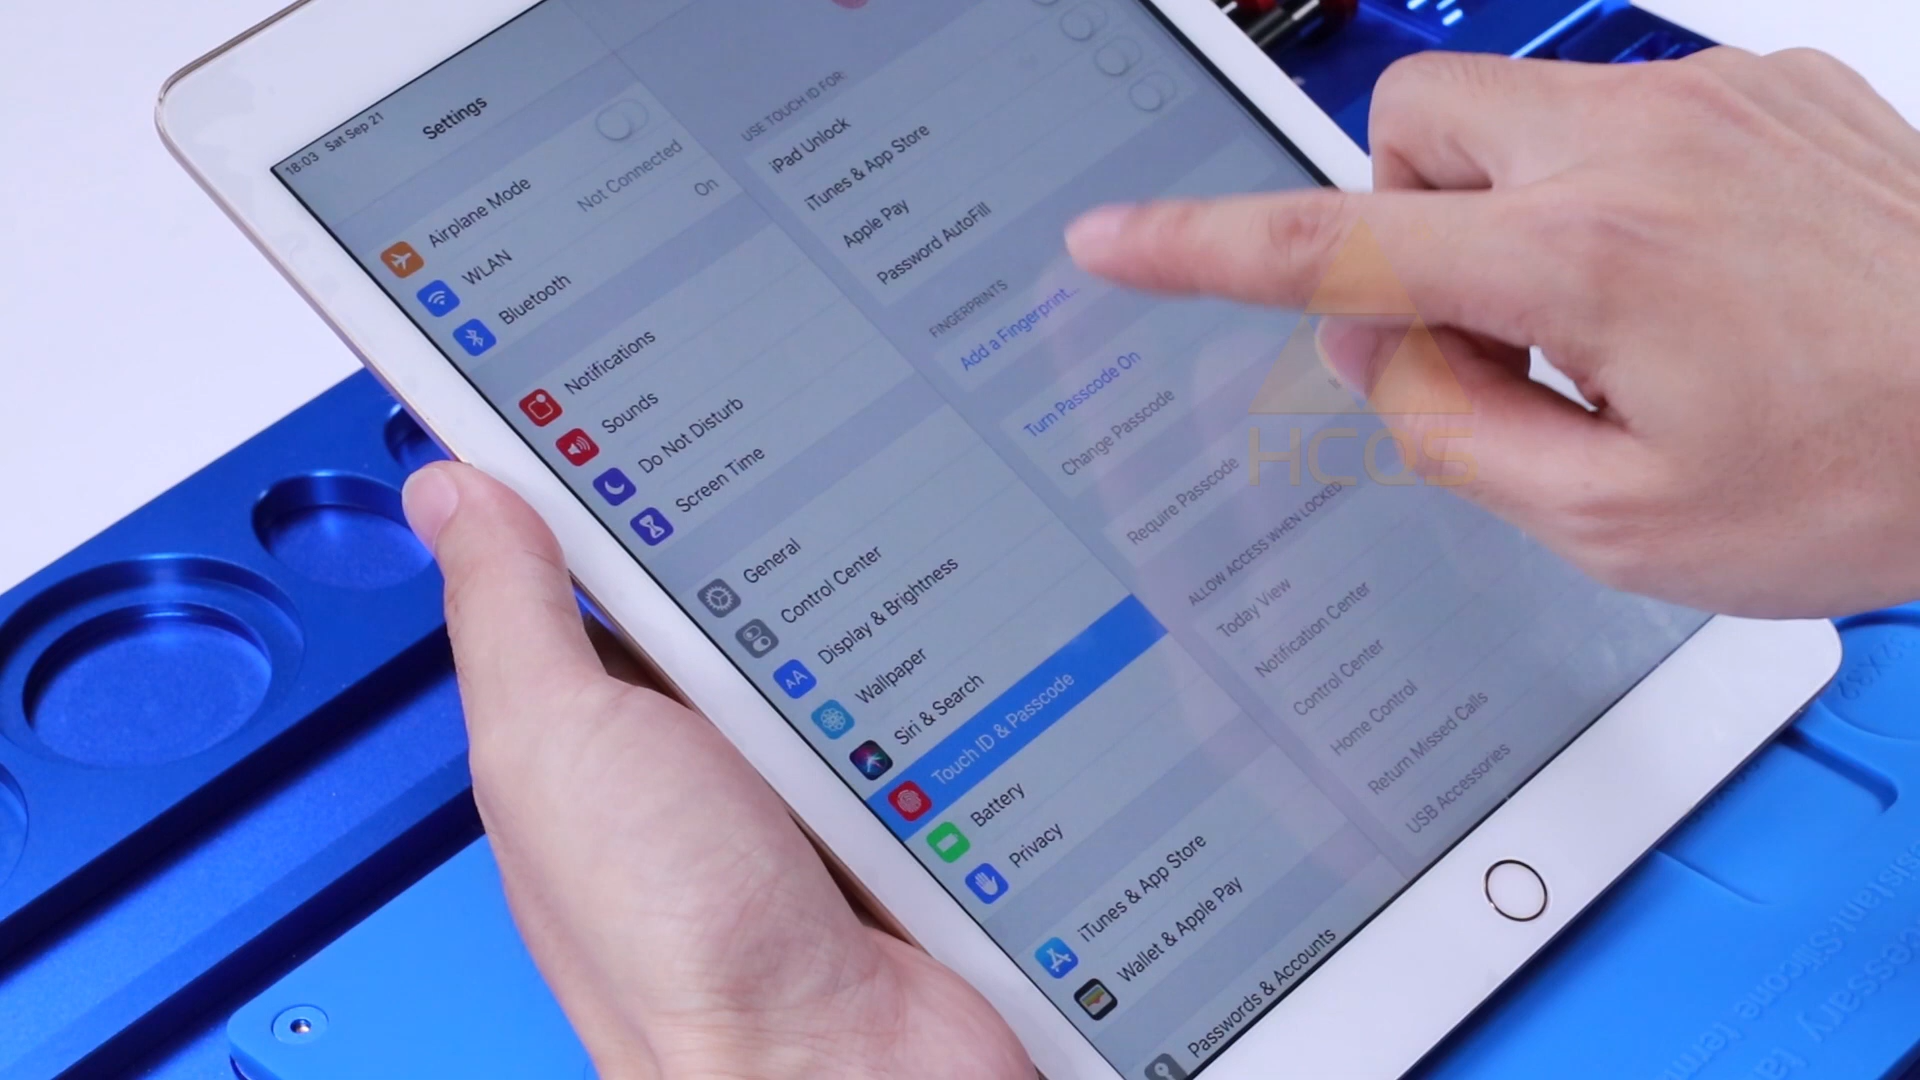 18:03 Sat Sep 21
Settings
Airplane Mode
WLAN Not Connected
Bluetooth On
Notifications
Sounds
Do Not Disturb
Screen Time
General
Control Center
AA Display & Brightness
Wallpaper
Siri & Search
Touch ID & Passcode
Battery
Privacy
iTunes & App Store
Wallet & Apple Pay
Passwords & Accounts
USE TOUCH ID FOR:
iPad Unlock
iTunes & App Store
Apple Pay
Password AutoFill
FINGERPRINTS
Add a Fingerprint...
Turn Passcode On
Change Passcode
Require Passcode
ALLOW ACCESS WHEN LOCKED
Today View
Notification Center
Control Center
Home Control
Return Missed Calls
USB Accessories
HCQS